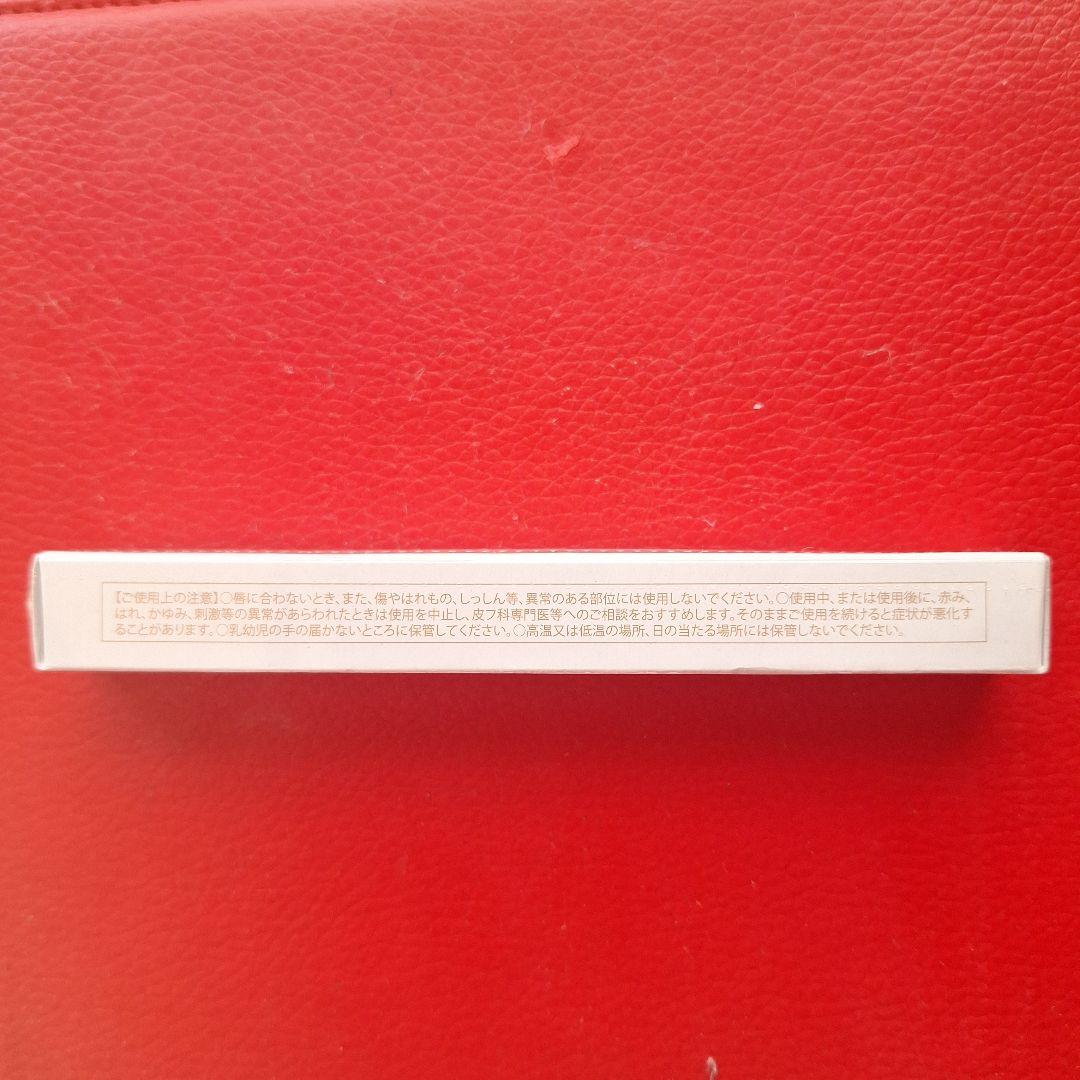 【ご使用上の注意】○唇に合わないとき、また、傷やはれもの、しっしん等、異常のある部位には使用しないでください。○使用中、または使用後に、赤み、
はれ、かゆみ、刺激等の異常があらわれたときは使用を中止し、皮フ科専門医等へのご相談をおすすめします。そのままご使用を続けると症状が悪化す
ることがあります。○乳幼児の手の届かないところに保管してください。○高温又は低温の場所、日の当たる場所には保管しないでください。